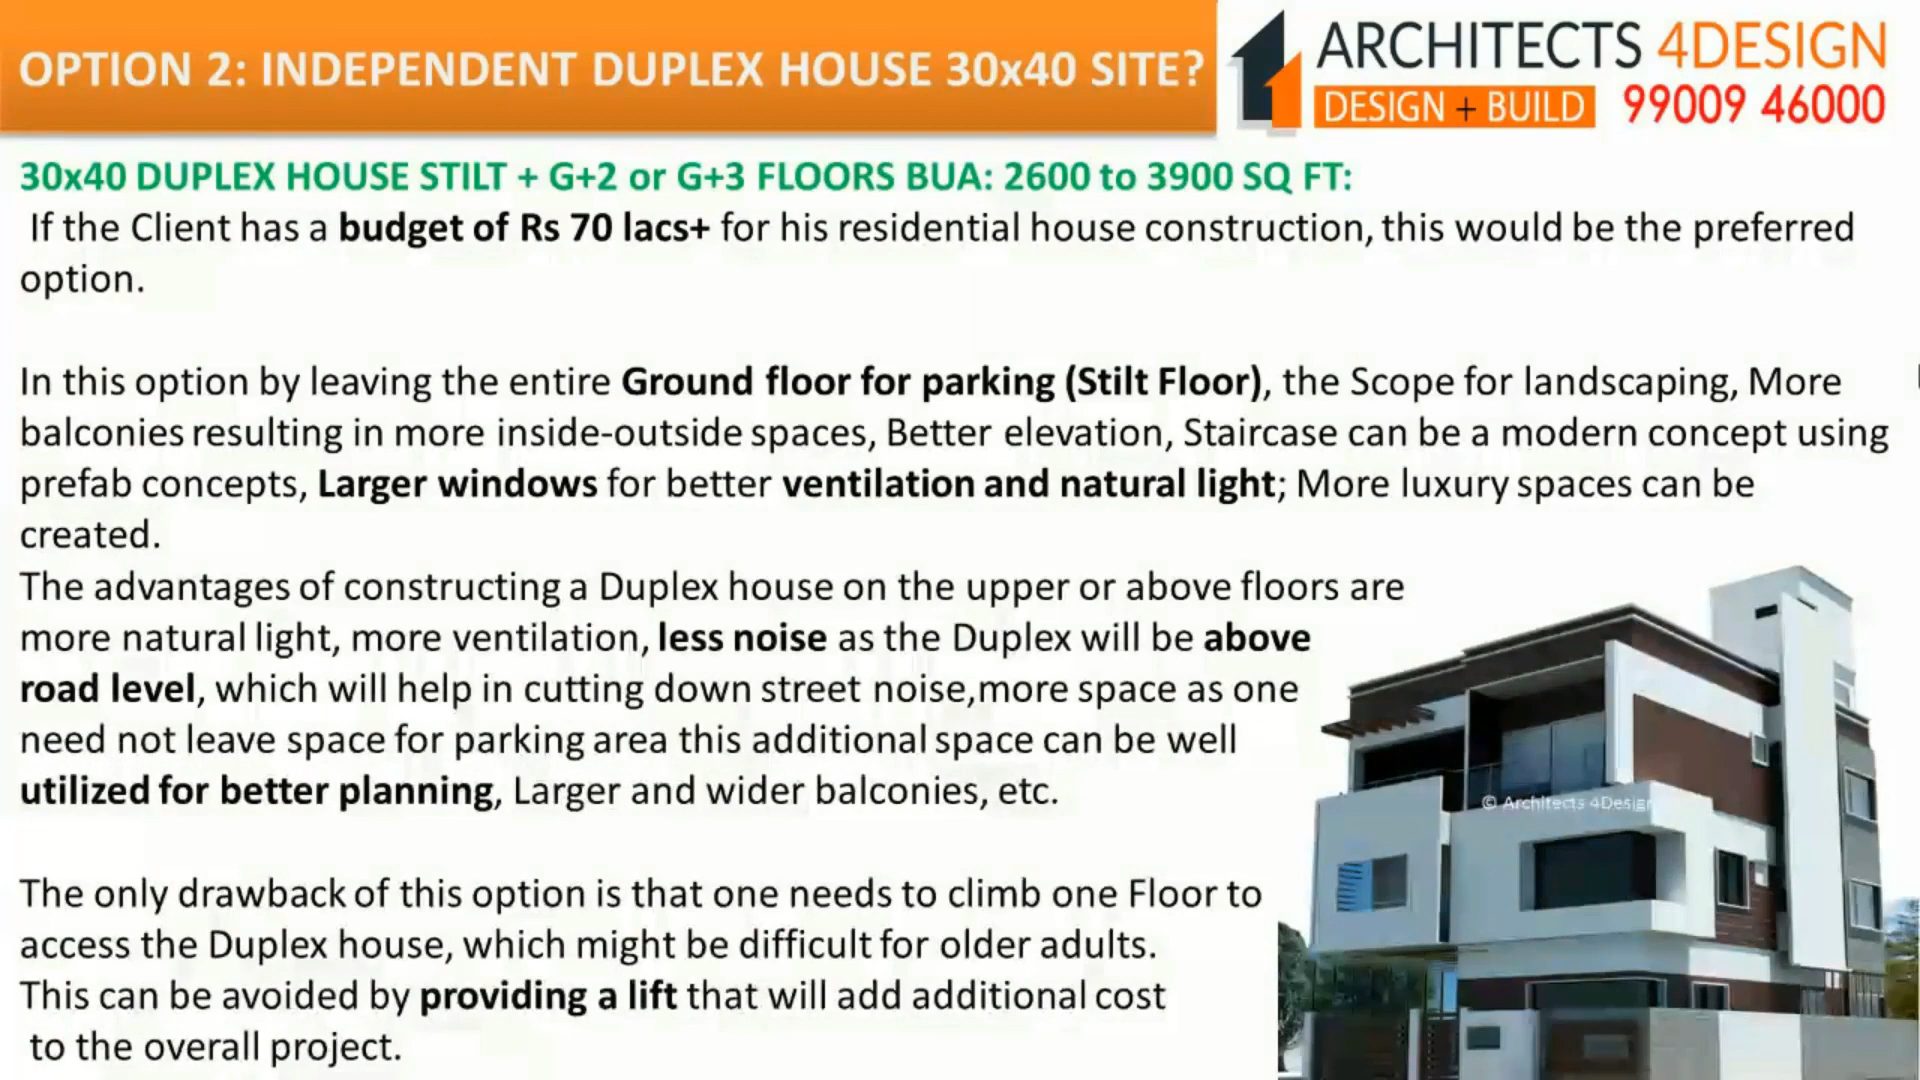 OPTION 2: INDEPENDENT DUPLEX HOUSE 30x40 SITE?
ARCHITECTS 4DESIGN
DESIGN + BUILD 99009 46000
30x40 DUPLEX HOUSE STILT + G+2 or G+3 FLOORS BUA: 2600 to 3900 SQ FT:
If the Client has a budget of Rs 70 lacs+ for his residential house construction, this would be the preferred
option.
In this option by leaving the entire Ground floor for parking (Stilt Floor), the Scope for landscaping, More
balconies resulting in more inside-outside spaces, Better elevation, Staircase can be a modern concept using
prefab concepts, Larger windows for better ventilation and natural light; More luxury spaces can be
created.
The advantages of constructing a Duplex house on the upper or above floors are
more natural light, more ventilation, less noise as the Duplex will be above
road level, which will help in cutting down street noise,more space as one
need not leave space for parking area this additional space can be well
utilized for better planning, Larger and wider balconies, etc.
© Architects 4Design
The only drawback of this option is that one needs to climb one Floor to
access the Duplex house, which might be difficult for older adults.
This can be avoided by providing a lift that will add additional cost
to the overall project.